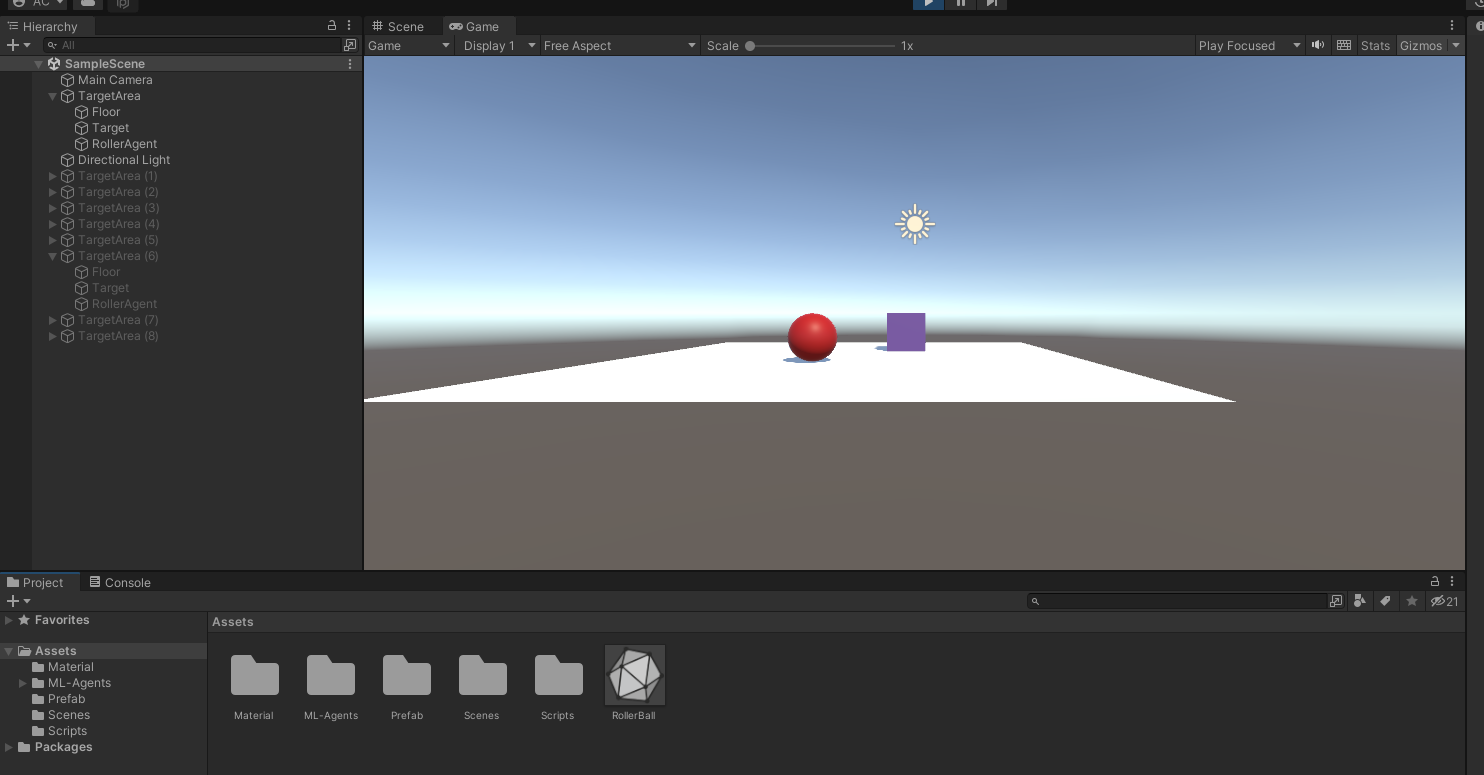 AC
Hierarchy
All
SampleScene
Main Camera
TargetArea
Floor
Target
RollerAgent
Directional Light
TargetArea (1)
TargetArea (2)
TargetArea (3)
TargetArea (4)
TargetArea (5)
TargetArea (6)
Floor
Target
RollerAgent
TargetArea (7)
TargetArea (8)
Scene Game
Game Display 1 Free Aspect Scale 1x Play Focused Stats Gizmos
Project Console
21
Favorites
Assets
Material
ML-Agents
Prefab
Scenes
Scripts
Packages
Assets
Material ML-Agents Prefab Scenes Scripts RollerBall